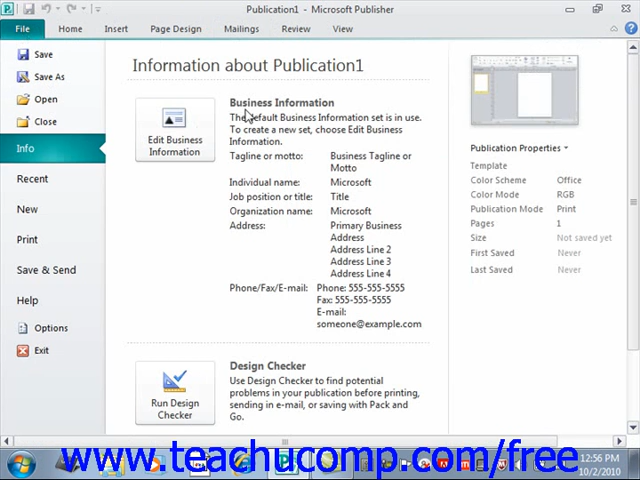 Publication1 - Microsoft Publisher
File Home Insert Page Design Mailings Review View
Save
Save As
Open
Close
Info
Recent
New
Print
Save & Send
Help
Options
Exit
Information about Publication1
Edit Business
Information
Business Information
The default Business Information set is in use.
To create a new set, choose Edit Business
Information.
Tagline or motto: Business Tagline or
Motto
Individual name: Microsoft
Job position or title: Title
Organization name: Microsoft
Address: Primary Business
Address
Address Line 2
Address Line 3
Address Line 4
Phone/Fax/E-mail: Phone: 555-555-5555
Fax: 555-555-5555
E-mail:
someone@example.com
Run Design
Checker
Design Checker
Use Design Checker to find potential
problems in your publication before printing,
sending in e-mail, or saving with Pack and
Go.
Publication Properties
Template
Color Scheme Office
Color Mode RGB
Publication Mode Print
Pages 1
Size Not saved yet
First Saved Never
Last Saved Never
www.teachucomp.com/free
12:56 PM
10/2/2010